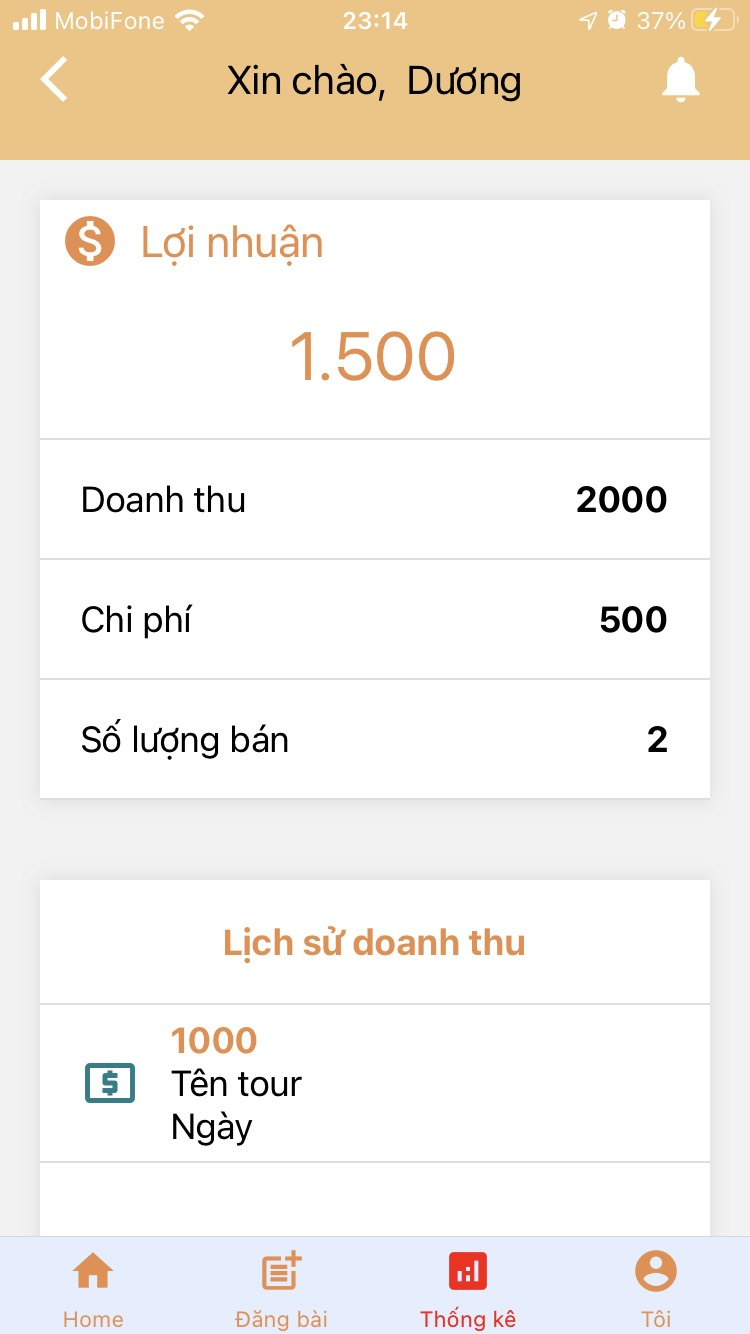 MobiFone 23:14 37%
Xin chào, Dương
Lợi nhuận
1.500
Doanh thu 2000
Chi phí 500
Số lượng bán 2
Lịch sử doanh thu
1000
Tên tour
Ngày
Home Đăng bài Thống kê Tôi